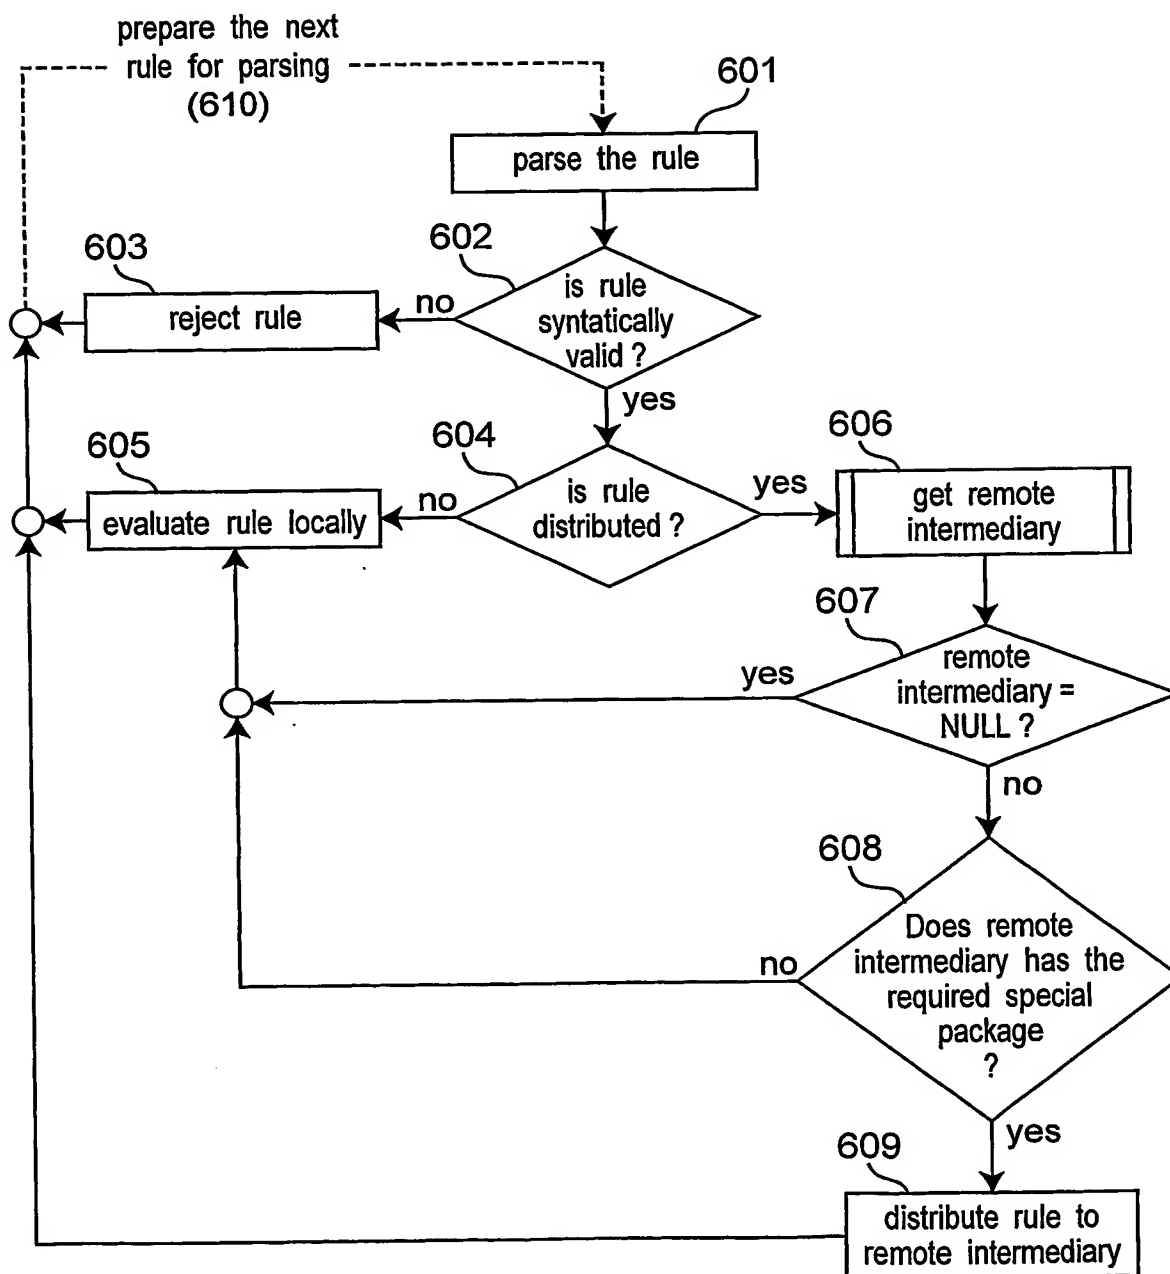 prepare the next
rule for parsing
(610)
601
parse the rule
602
603
is rule
syntatically
valid ?
no
reject rule
yes
604
605
606
is rule
distributed ?
no
yes
evaluate rule locally
get remote
intermediary
607
remote
intermediary =
NULL ?
yes
no
608
Does remote
intermediary has the
required special
package
?
no
yes
609
distribute rule to
remote intermediary